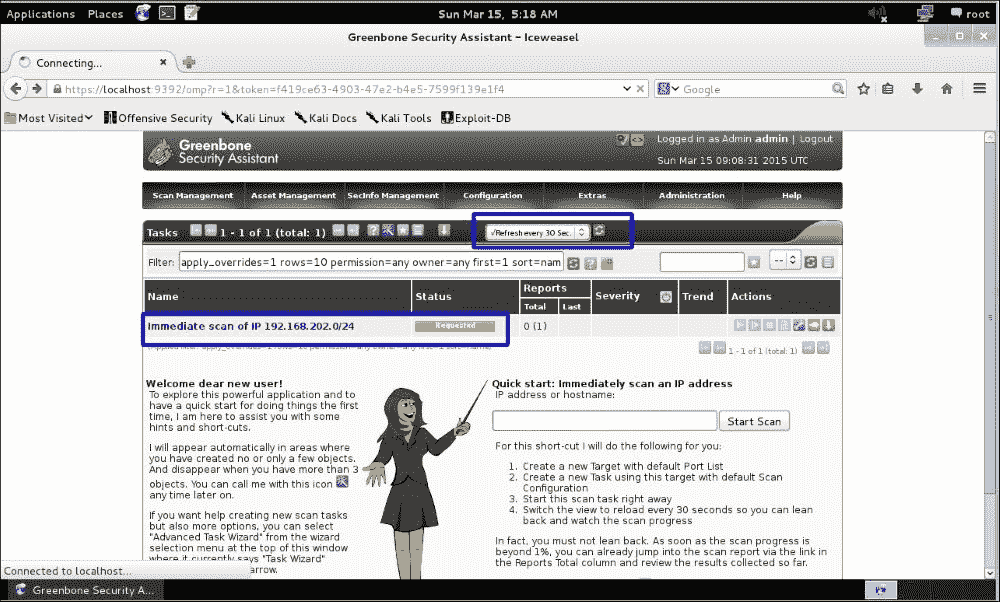 Applications Places Sun Mar 15, 5:18 AM root
Greenbone Security Assistant - Iceweasel
Connecting...
https://localhost:9392/omp?r=1&token=f419ce63-4903-47e2-b4e5-7599f139e1f4 Google
Most Visited Offensive Security Kali Linux Kali Docs Kali Tools Exploit-DB
Greenbone
Security Assistant
Logged in as Admin admin | Logout
Sun Mar 15 09:08:31 2015 UTC
Scan Management Asset Management SecInfo Management Configuration Extras Administration Help
Tasks 1 - 1 of 1 (total: 1) √Refresh every 30 Sec.
Filter: apply_overrides=1 rows=10 permission=any owner=any first=1 sort=nam --
Name Status Reports Severity Trend Actions
Total Last
Immediate scan of IP 192.168.202.0/24 Requested 0 (1)
1 - 1 of 1 (total: 1)
Welcome dear new user!
To explore this powerful application and to
have a quick start for doing things the first
time, I am here to assist you with some
hints and short-cuts.
I will appear automatically in areas where
you have created no or only a few objects.
And disappear when you have more than 3
objects. You can call me with this icon
any time later on.
If you want help creating new scan tasks
but also more options, you can select
"Advanced Task Wizard" from the wizard
selection menu at the top of this window
where it currently says "Task Wizard"
arrow.
Quick start: Immediately scan an IP address
IP address or hostname:
Start Scan
For this short-cut I will do the following for you:
1. Create a new Target with default Port List
2. Create a new Task using this target with default Scan
Configuration
3. Start this scan task right away
4. Switch the view to reload every 30 seconds so you can lean
back and watch the scan progress
In fact, you must not lean back. As soon as the scan progress is
beyond 1%, you can already jump into the scan report via the link in
the Reports Total column and review the results collected so far.
Connected to localhost...
Greenbone Security A...